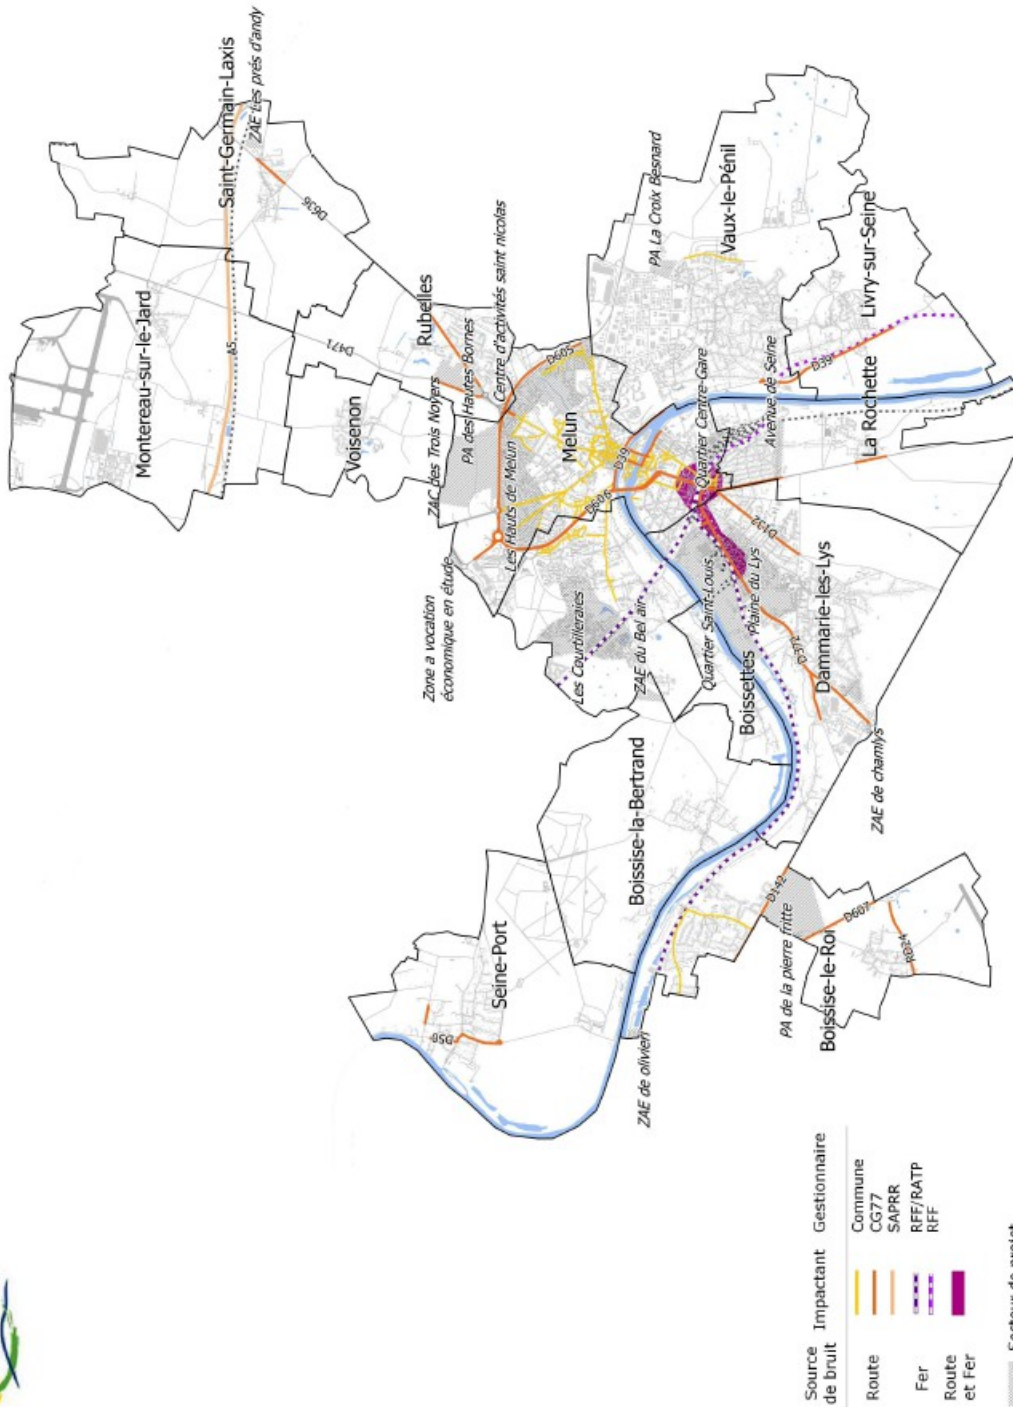 Saint-Germain-Laxis
ZAE Les prés d'andy
D636
A5
Montereau-sur-le-Jard
D471
Voisenon
Rubelles
PA des Hautes Bornes
Centre d'activités saint nicolas
ZAC des Trois Noyers
Les Hauts de Melun
D605
Melun
D606
D39
Zone a vocation
économique en étude
Les Courtilleraies
ZAE du Bel air
PA La Croix Besnard
Vaux-le-Pénil
Livry-sur-Seine
D39
La Rochette
Avenue de Seine
Quartier Centre-Gare
Quartier Saint-Louis
Plaine du Lys
D132
D372
Dammarie-les-Lys
Boissettes
ZAE de chamlys
Boissise-la-Bertrand
Seine-Port
D50
ZAE de olivieri
D142
PA de la pierre fritte
D607
Boissise-le-Roi
R024
Source
de bruit
Impactant
Gestionnaire
Route
Commune
CG77
SAPRR
Fer
RFF/RATP
RFF
Route
et Fer
Secteur de projet